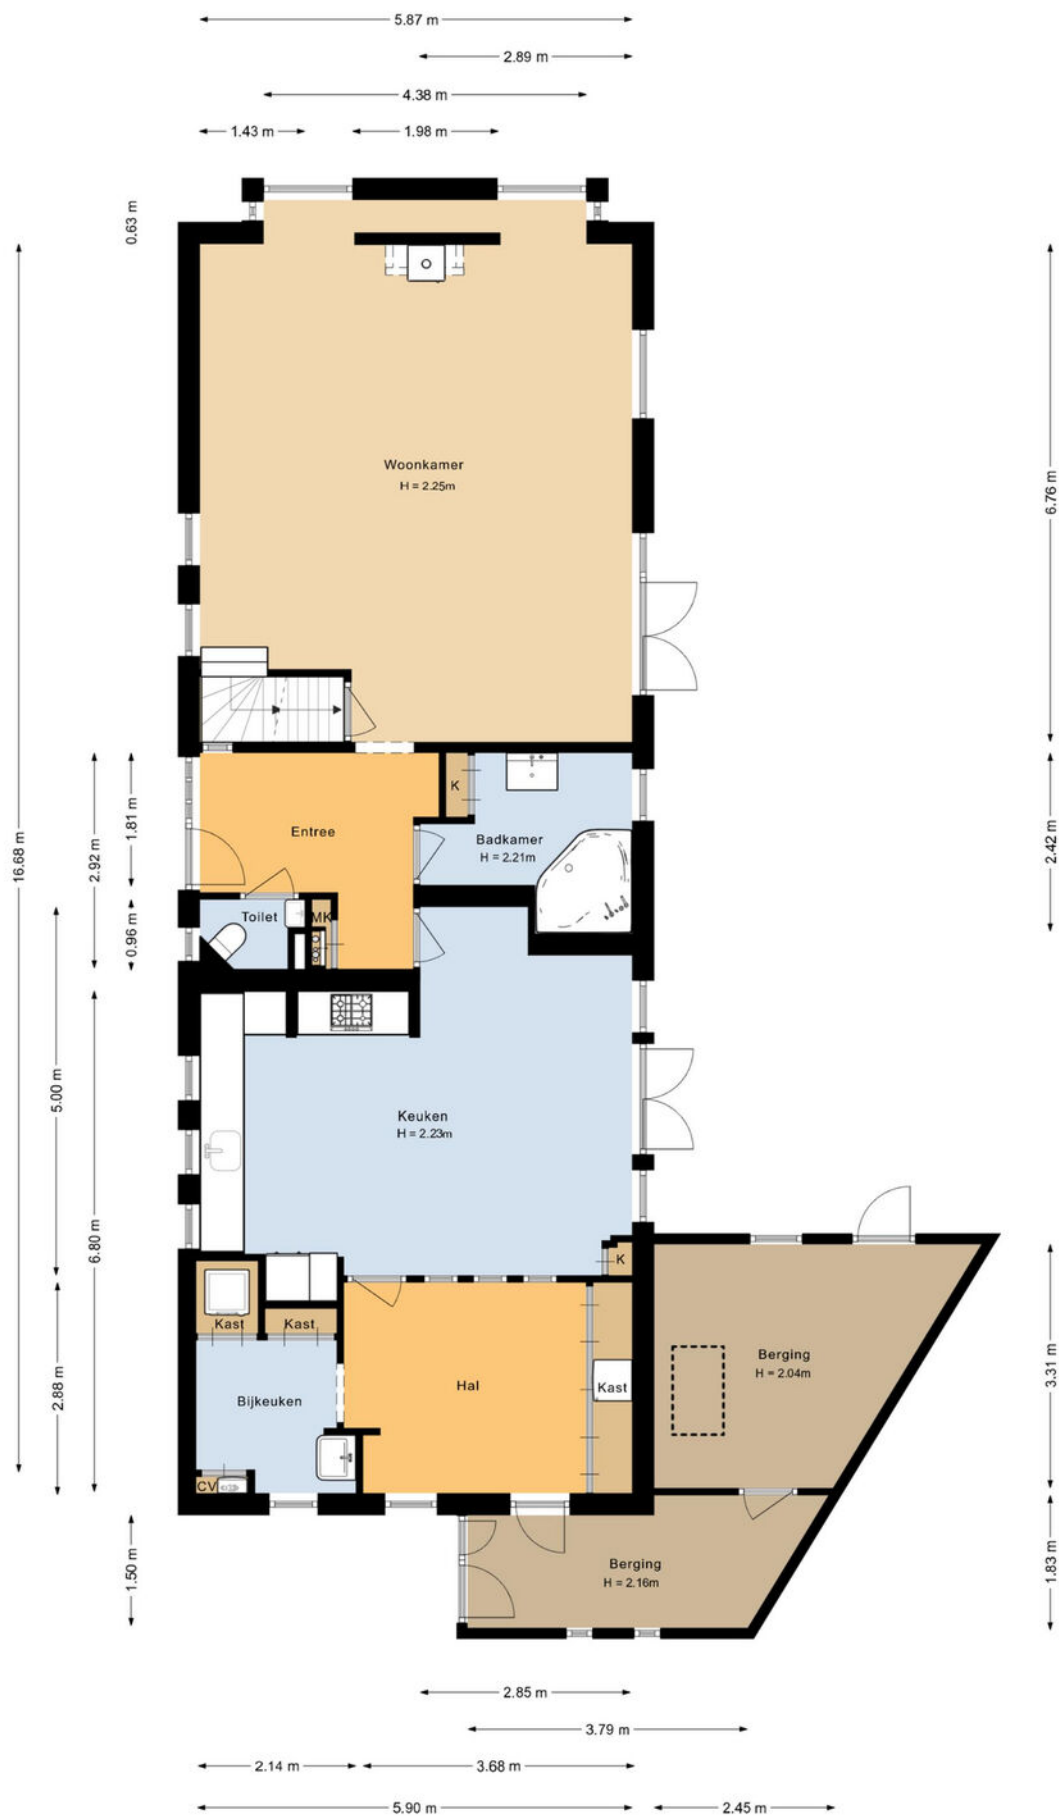 5.87 m
2.89 m
4.38 m
1.43 m
1.98 m
0.63 m
16.68 m
6.76 m
Woonkamer
H = 2.25m
2.92 m
1.81 m
2.42 m
K
Entree
Badkamer
H = 2.21m
0.96 m
Toilet
MK
5.00 m
6.80 m
Keuken
H = 2.23m
K
Kast
Kast
2.88 m
3.31 m
Berging
H = 2.04m
Hal
Kast
Bijkeuken
CV
1.50 m
1.83 m
Berging
H = 2.16m
2.85 m
3.79 m
2.14 m
3.68 m
5.90 m
2.45 m